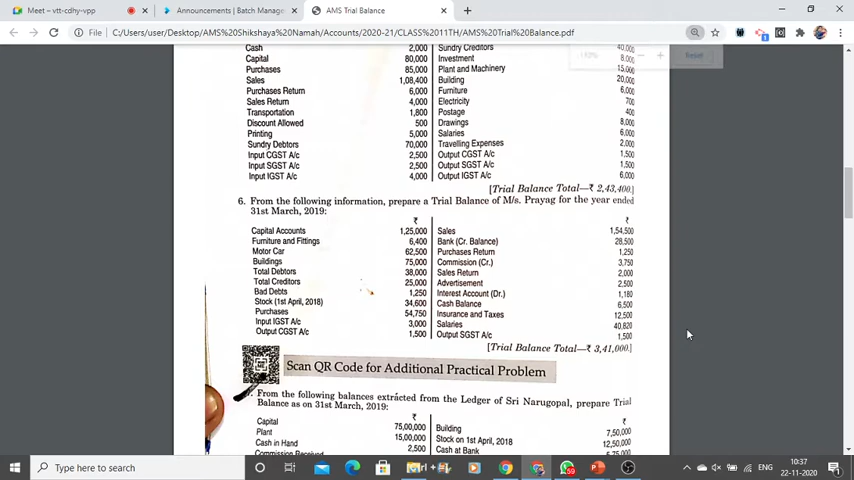 Meet – vtt-cdhy-vpp
Announcements | Batch Manage
AMS Trial Balance
File | C:/Users/user/Desktop/AMS%20Shikshaya%20Namah/Accounts/2020-21/CLASS%2011TH/AMS%20Trial%20Balance.pdf
Reset
Cash 2,000 Sundry Creditors 40,000
Capital 80,000 Investment 8,000
Purchases 85,000 Plant and Machinery 15,000
Sales 1,08,400 Building 20,000
Purchases Return 6,000 Furniture 6,000
Sales Return 4,000 Electricity 700
Transportation 1,800 Postage 400
Discount Allowed 500 Drawings 8,000
Printing 5,000 Salaries 6,000
Sundry Debtors 70,000 Travelling Expenses 2,000
Input CGST A/c 2,500 Output CGST A/c 1,500
Input SGST A/c 2,500 Output SGST A/c 1,500
Input IGST A/c 4,000 Output IGST A/c 6,000
[Trial Balance Total—₹ 2,43,400.]
6. From the following information, prepare a Trial Balance of M/s. Prayag for the year ended
31st March, 2019:
₹ ₹
Capital Accounts 1,25,000 Sales 1,54,500
Furniture and Fittings 6,400 Bank (Cr. Balance) 28,500
Motor Car 62,500 Purchases Return 1,250
Buildings 75,000 Commission (Cr.) 3,750
Total Debtors 38,000 Sales Return 2,000
Total Creditors 25,000 Advertisement 2,500
Bad Debts 1,250 Interest Account (Dr.) 1,180
Stock (1st April, 2018) 34,600 Cash Balance 6,500
Purchases 54,750 Insurance and Taxes 12,500
Input IGST A/c 3,000 Salaries 40,820
Output CGST A/c 1,500 Output SGST A/c 1,500
[Trial Balance Total—₹ 3,41,000.]
Scan QR Code for Additional Practical Problem
From the following balances extracted from the Ledger of Sri Narugopal, prepare Trial
Balance as on 31st March, 2019:
₹ ₹
Capital 75,00,000 Building 7,50,000
Plant 15,00,000 Stock on 1st April, 2018 12,50,000
Cash in Hand 2,500 Cash at Bank
Commission Received
Type here to search
59
ENG
10:37
22-11-2020